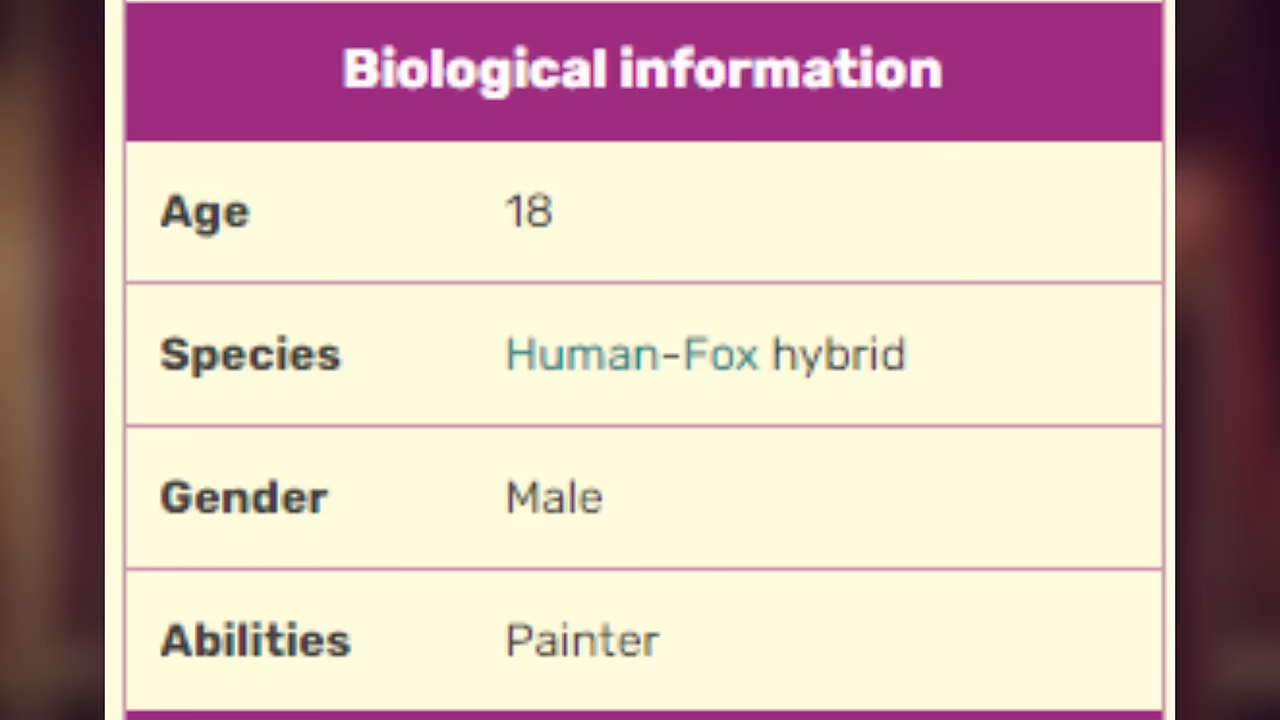 Biological information
Age 18
Species Human-Fox hybrid
Gender Male
Abilities Painter